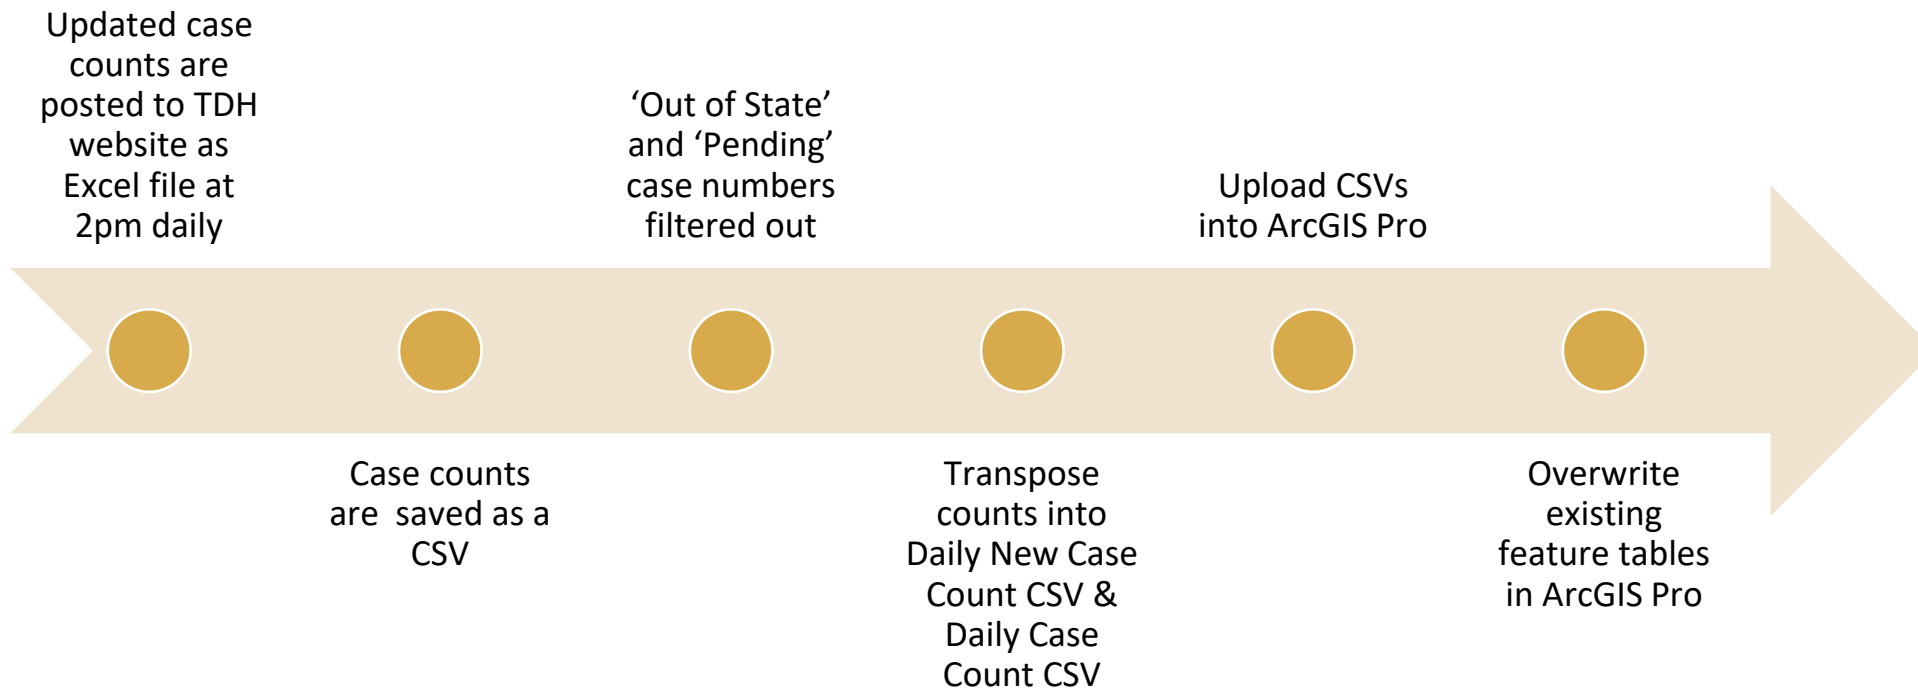 Updated case
counts are
posted to TDH
website as
Excel file at
2pm daily
Case counts
are  saved as a
CSV
‘Out of State’
and ‘Pending’
case numbers
filtered out
Transpose
counts into
Daily New Case
Count CSV &
Daily Case
Count CSV
Upload CSVs
into ArcGIS Pro
Overwrite
existing
feature tables
in ArcGIS Pro